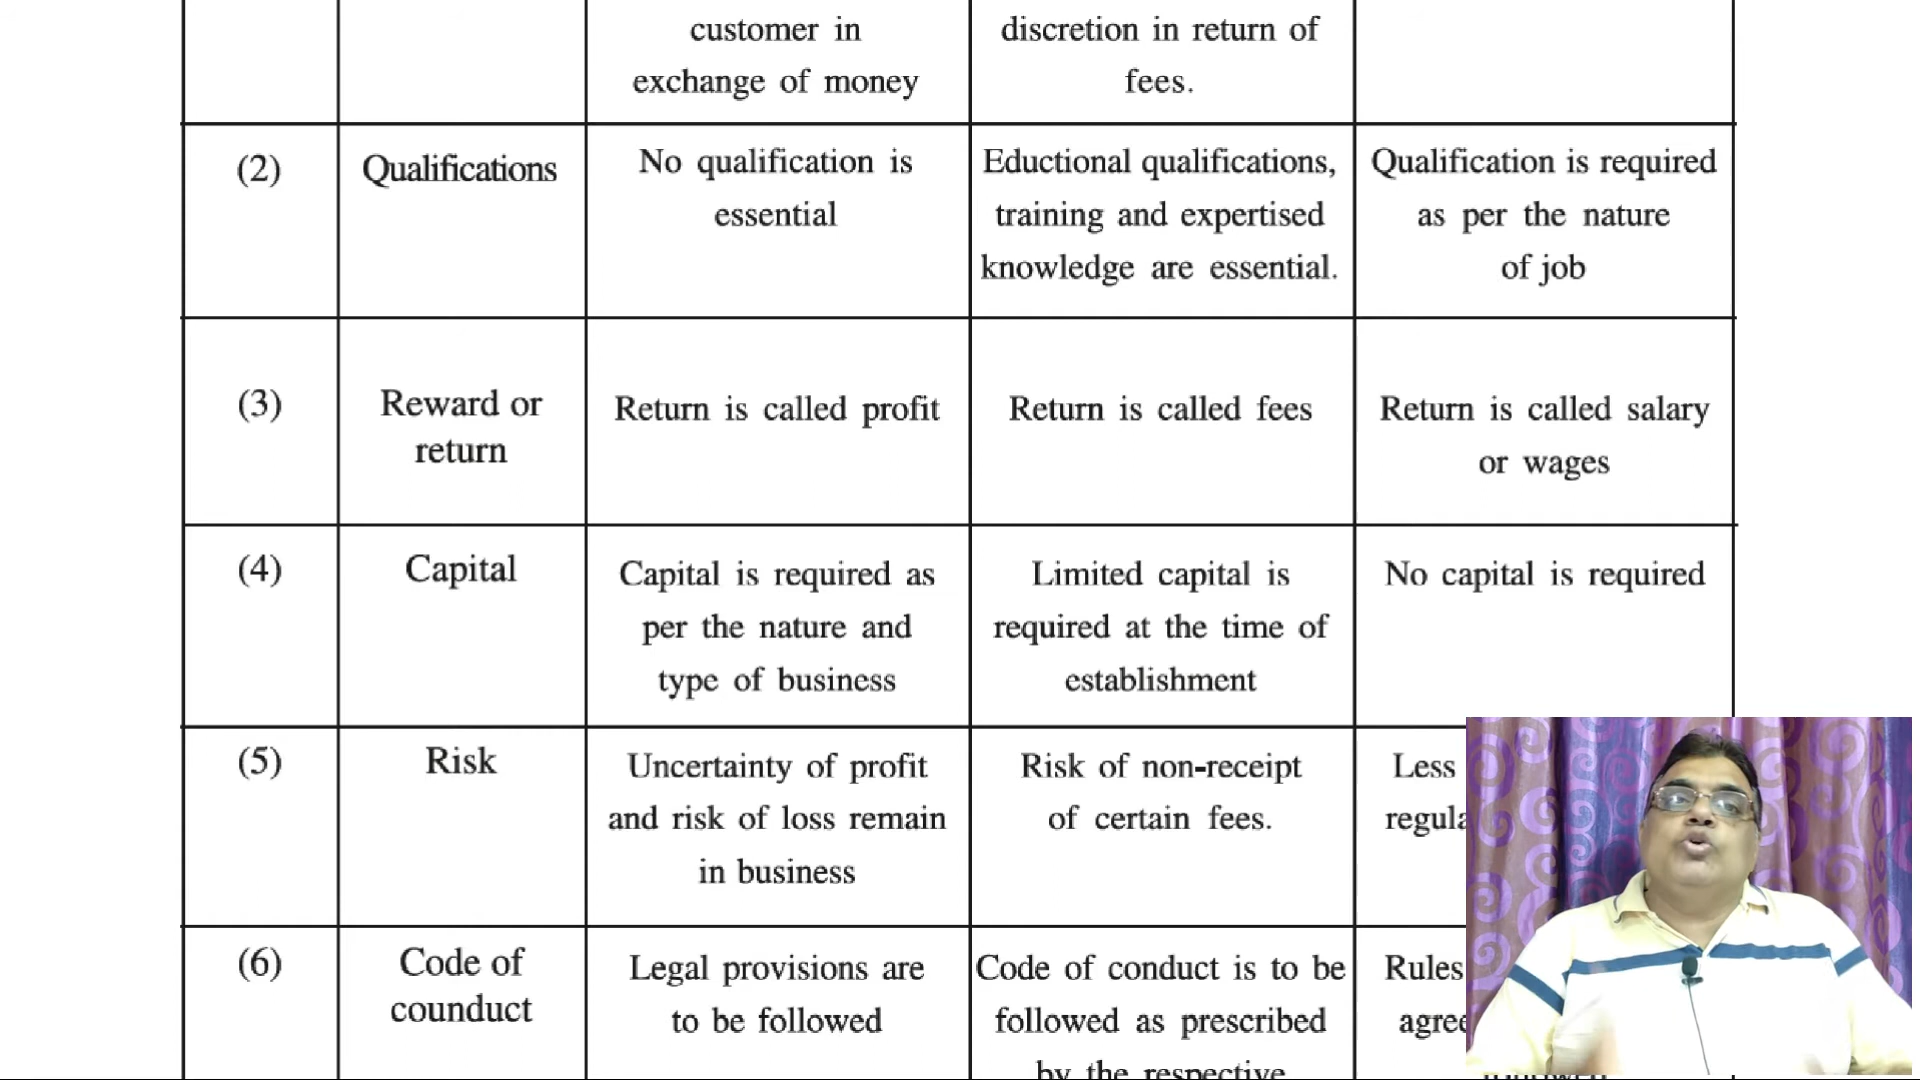 customer in
exchange of money
discretion in return of
fees.
(2)
Qualifications
No qualification is
essential
Eductional qualifications,
training and expertised
knowledge are essential.
Qualification is required
as per the nature
of job
(3)
Reward or
return
Return is called profit
Return is called fees
Return is called salary
or wages
(4)
Capital
Capital is required as
per the nature and
type of business
Limited capital is
required at the time of
establishment
No capital is required
(5)
Risk
Uncertainty of profit
and risk of loss remain
in business
Risk of non-receipt
of certain fees.
Less
(6)
Code of
counduct
Legal provisions are
to be followed
Code of conduct is to be
followed as prescribed
by the respective
Rules